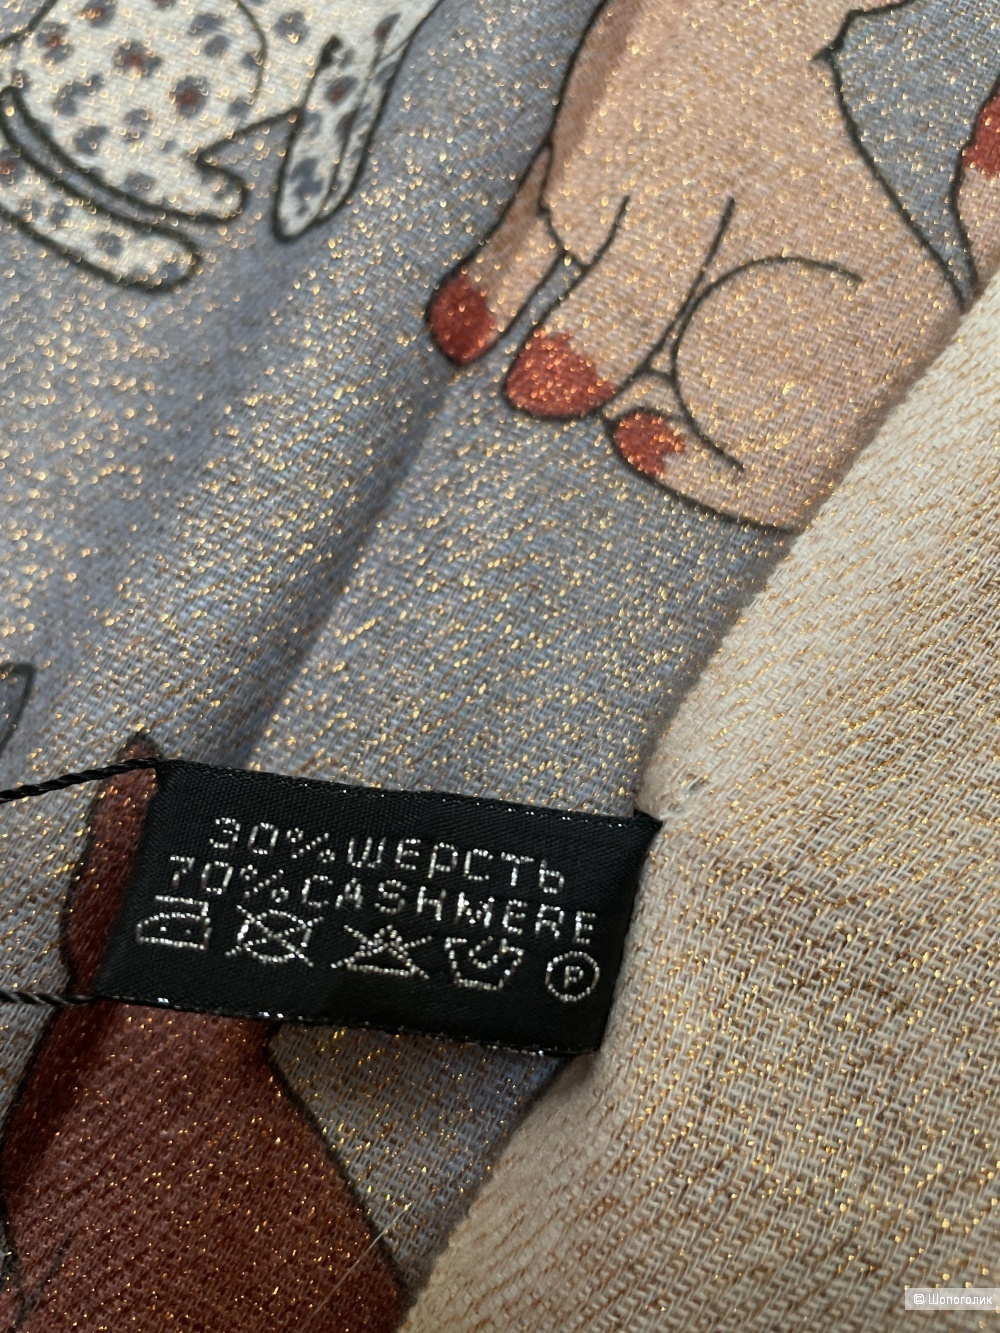 30% ШЕРСТЬ
70% CASHMERE
P
© Шопоголик